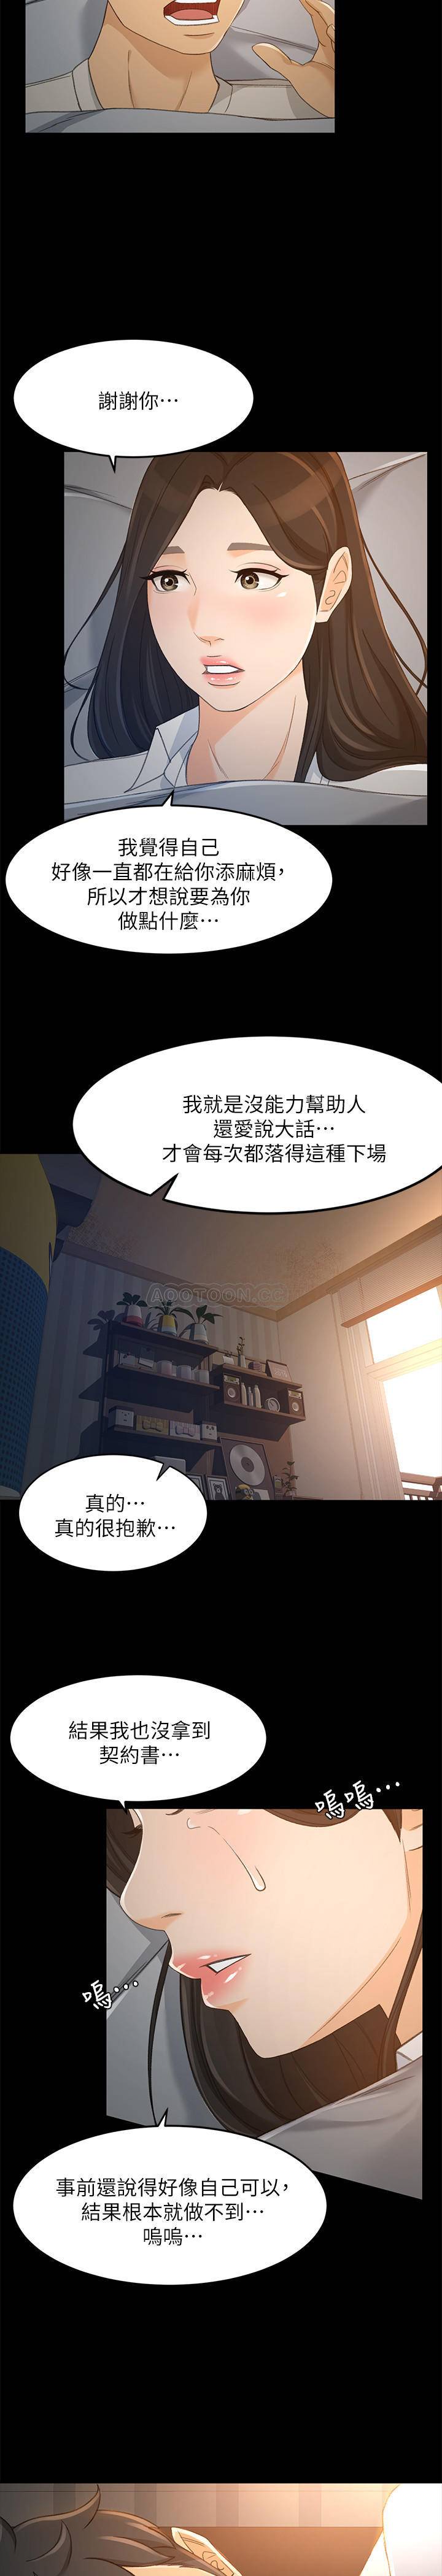 謝謝你…
我覺得自己
好像一直都在給你添麻煩,
所以才想說要為你
做點什麼…
我就是沒能力幫助人
還愛說大話…
才會每次都落得這種下場
AOOTOON.CC
真的…
真的很抱歉…
結果我也沒拿到
契約書…
嗚嗚…
嗚…
事前還說得好像自己可以,
結果根本就做不到…
嗚嗚…